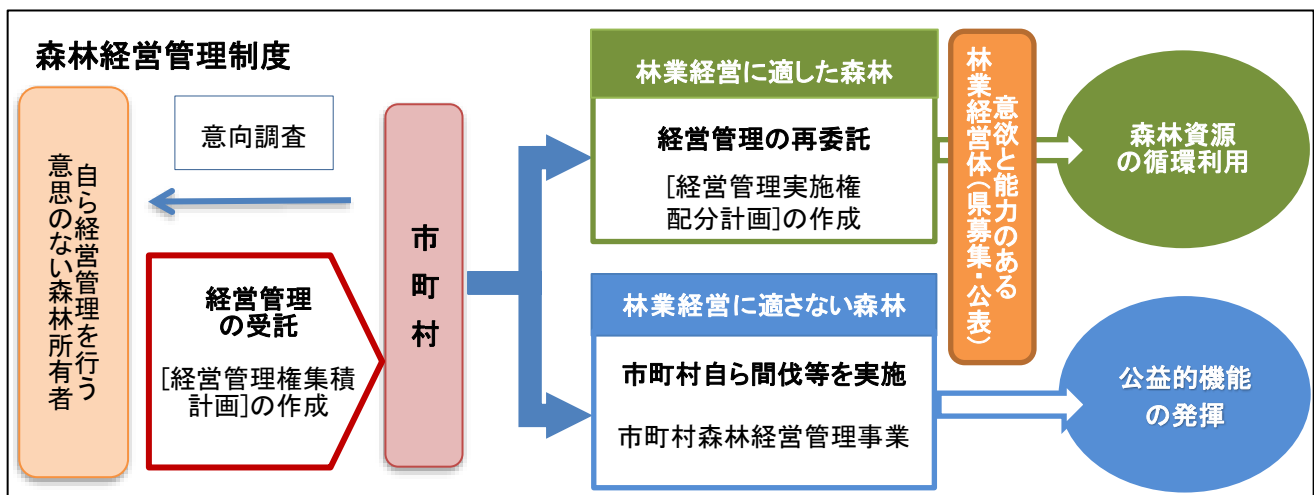 森林経営管理制度
自ら経営管理を行う
意思のない森林所有者
意向調査
経営管理
の受託
[経営管理権集積
計画]の作成
市町村
林業経営に適した森林
経営管理の再委託
[経営管理実施権
配分計画]の作成
林業経営に適さない森林
市町村自ら間伐等を実施
市町村森林経営管理事業
意欲と能力のある
林業経営体(県募集・公表)
森林資源
の循環利用
公益的機能
の発揮